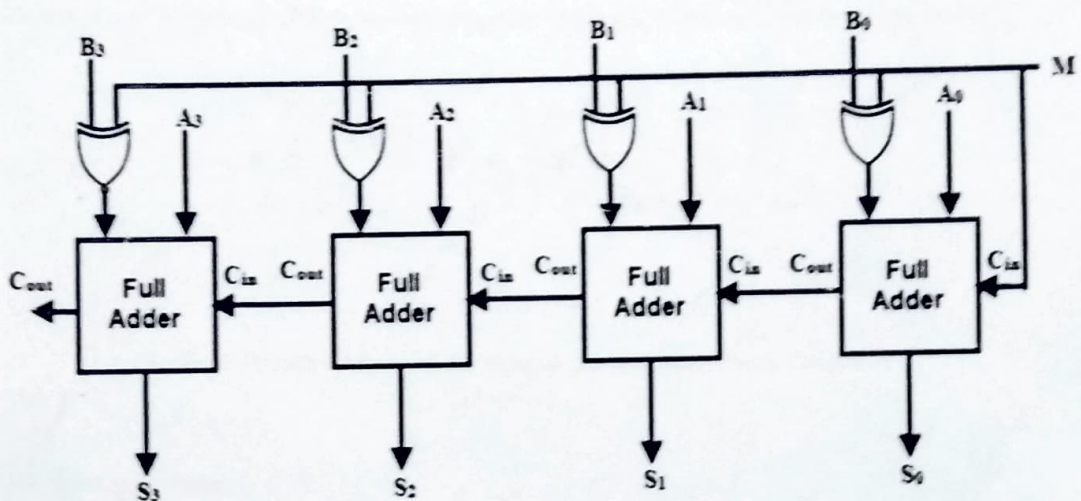 B3 B2 B1 B0
M
A3 A2 A1 A0
Cout Full Adder Cin Cout Full Adder Cin Cout Full Adder Cin Cout Full Adder Cin
S3 S2 S1 S0